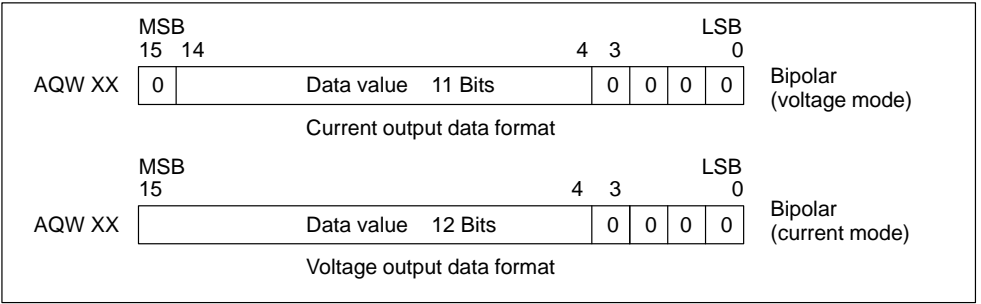 MSB LSB
15 14 4 3 0
AQW XX 0 Data value 11 Bits 0 0 0 0 Bipolar
(voltage mode)
Current output data format
MSB LSB
15 4 3 0
AQW XX Data value 12 Bits 0 0 0 0 Bipolar
(current mode)
Voltage output data format